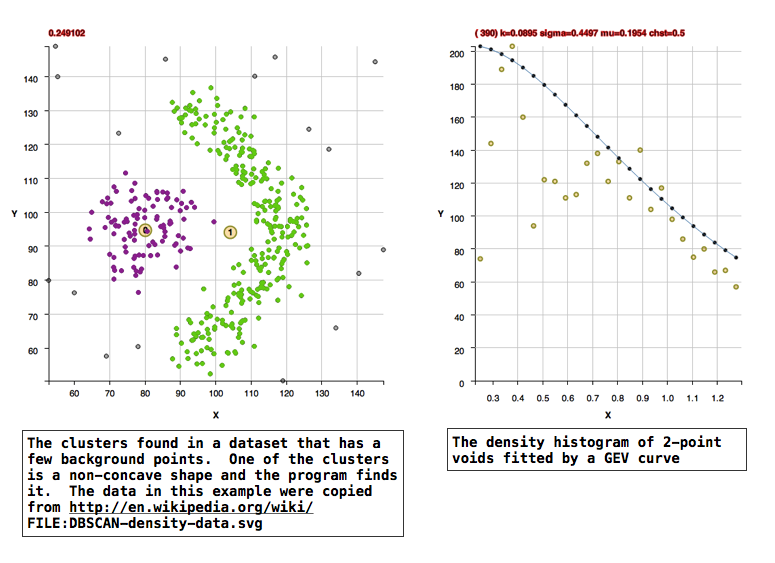 0.249102
140
130
120
110
100
90
80
70
60
Y
0
1
60 70 80 90 100 110 120 130 140
X
The clusters found in a dataset that has a
few background points. One of the clusters
is a non-concave shape and the program finds
it. The data in this example were copied
from http://en.wikipedia.org/wiki/
FILE:DBSCAN-density-data.svg
( 390) k=0.0895 sigma=0.4497 mu=0.1954 chst=0.5
200
180
160
140
120
100
80
60
40
20
0
Y
0.3 0.4 0.5 0.6 0.7 0.8 0.9 1.0 1.1 1.2
X
The density histogram of 2-point
voids fitted by a GEV curve